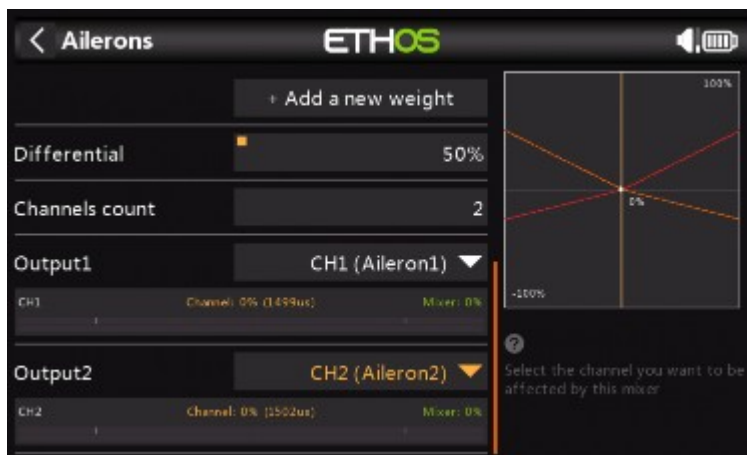 Ailerons
ETHOS
+ Add a new weight
Differential 50%
Channels count 2
Output1 CH1 (Aileron1)
CH1 Channel: 0% (1499us) Mixer: 0%
Output2 CH2 (Aileron2)
CH2 Channel: 0% (1502us) Mixer: 0%
100%
0%
-100%
?
Select the channel you want to be
affected by this mixer